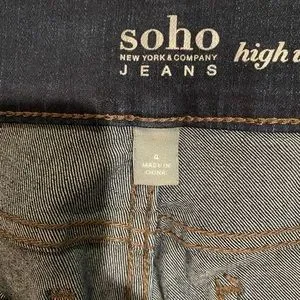 soho
NEW YORK & COMPANY
JEANS
high
4
MADE IN
CHINA